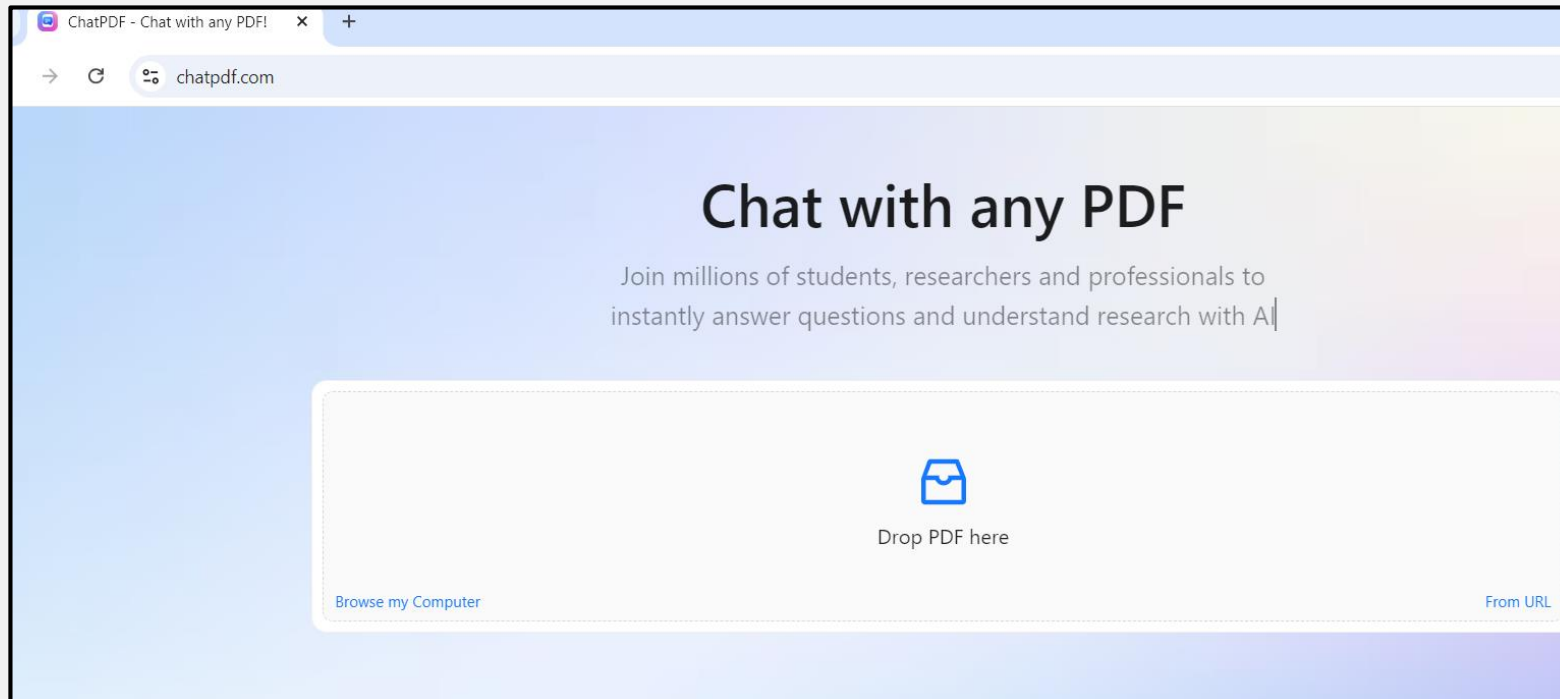 ChatPDF - Chat with any PDF!
chatpdf.com
Chat with any PDF
Join millions of students, researchers and professionals to
instantly answer questions and understand research with AI
Drop PDF here
Browse my Computer
From URL